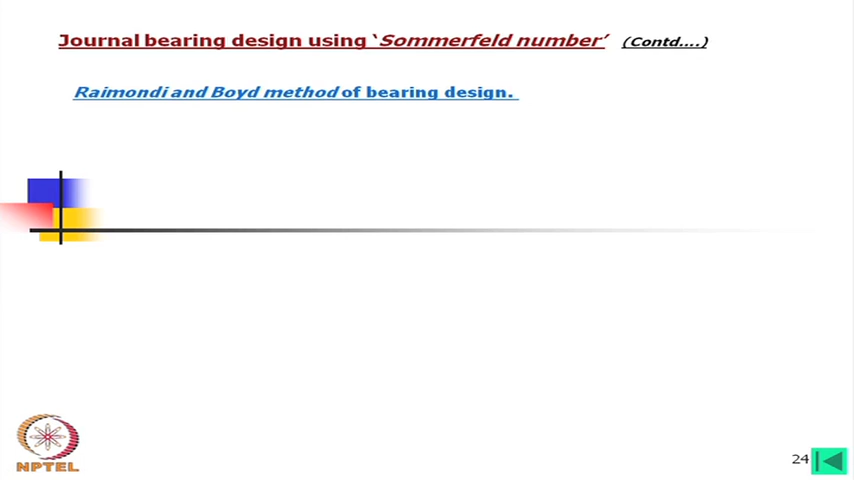 Journal bearing design using ‘Sommerfeld number’ (Contd....)
Raimondi and Boyd method of bearing design.
NPTEL
24